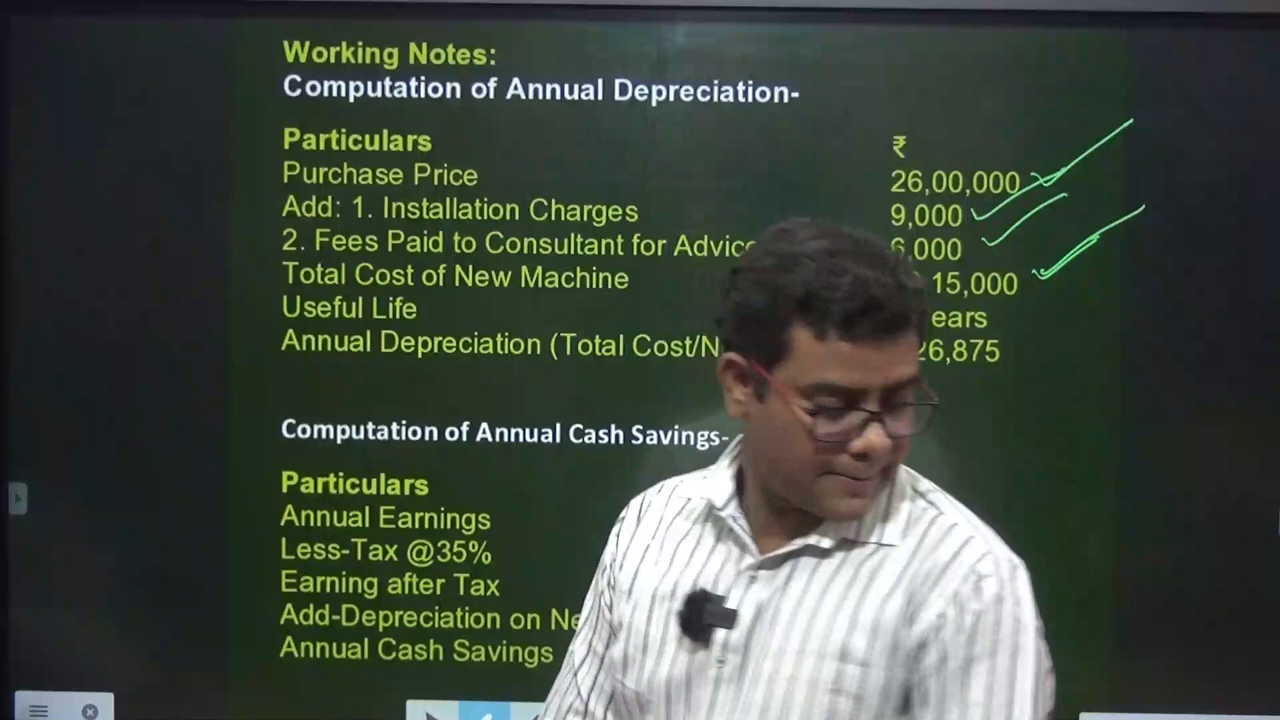 Working Notes:
Computation of Annual Depreciation-
Particulars ₹
Purchase Price 26,00,000
Add: 1. Installation Charges 9,000
2. Fees Paid to Consultant for Advice 6,000
Total Cost of New Machine 15,000
Useful Life ears
Annual Depreciation (Total Cost/N 26,875
Computation of Annual Cash Savings-
Particulars
Annual Earnings
Less-Tax @35%
Earning after Tax
Add-Depreciation on Ne
Annual Cash Savings